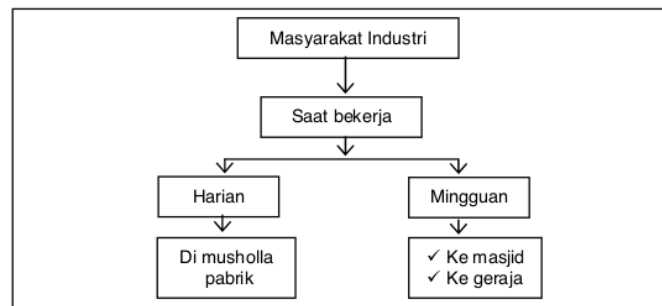 Masyarakat Industri
Saat bekerja
Harian
Mingguan
Di musholla
pabrik
✓ Ke masjid
✓ Ke geraja